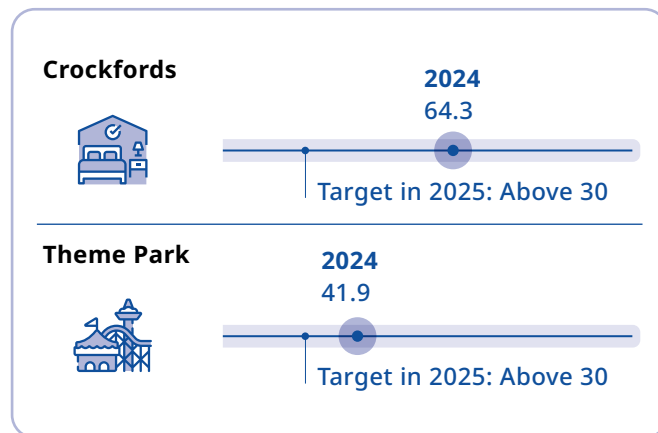 Crockfords
2024
64.3
Target in 2025: Above 30
Theme Park
2024
41.9
Target in 2025: Above 30